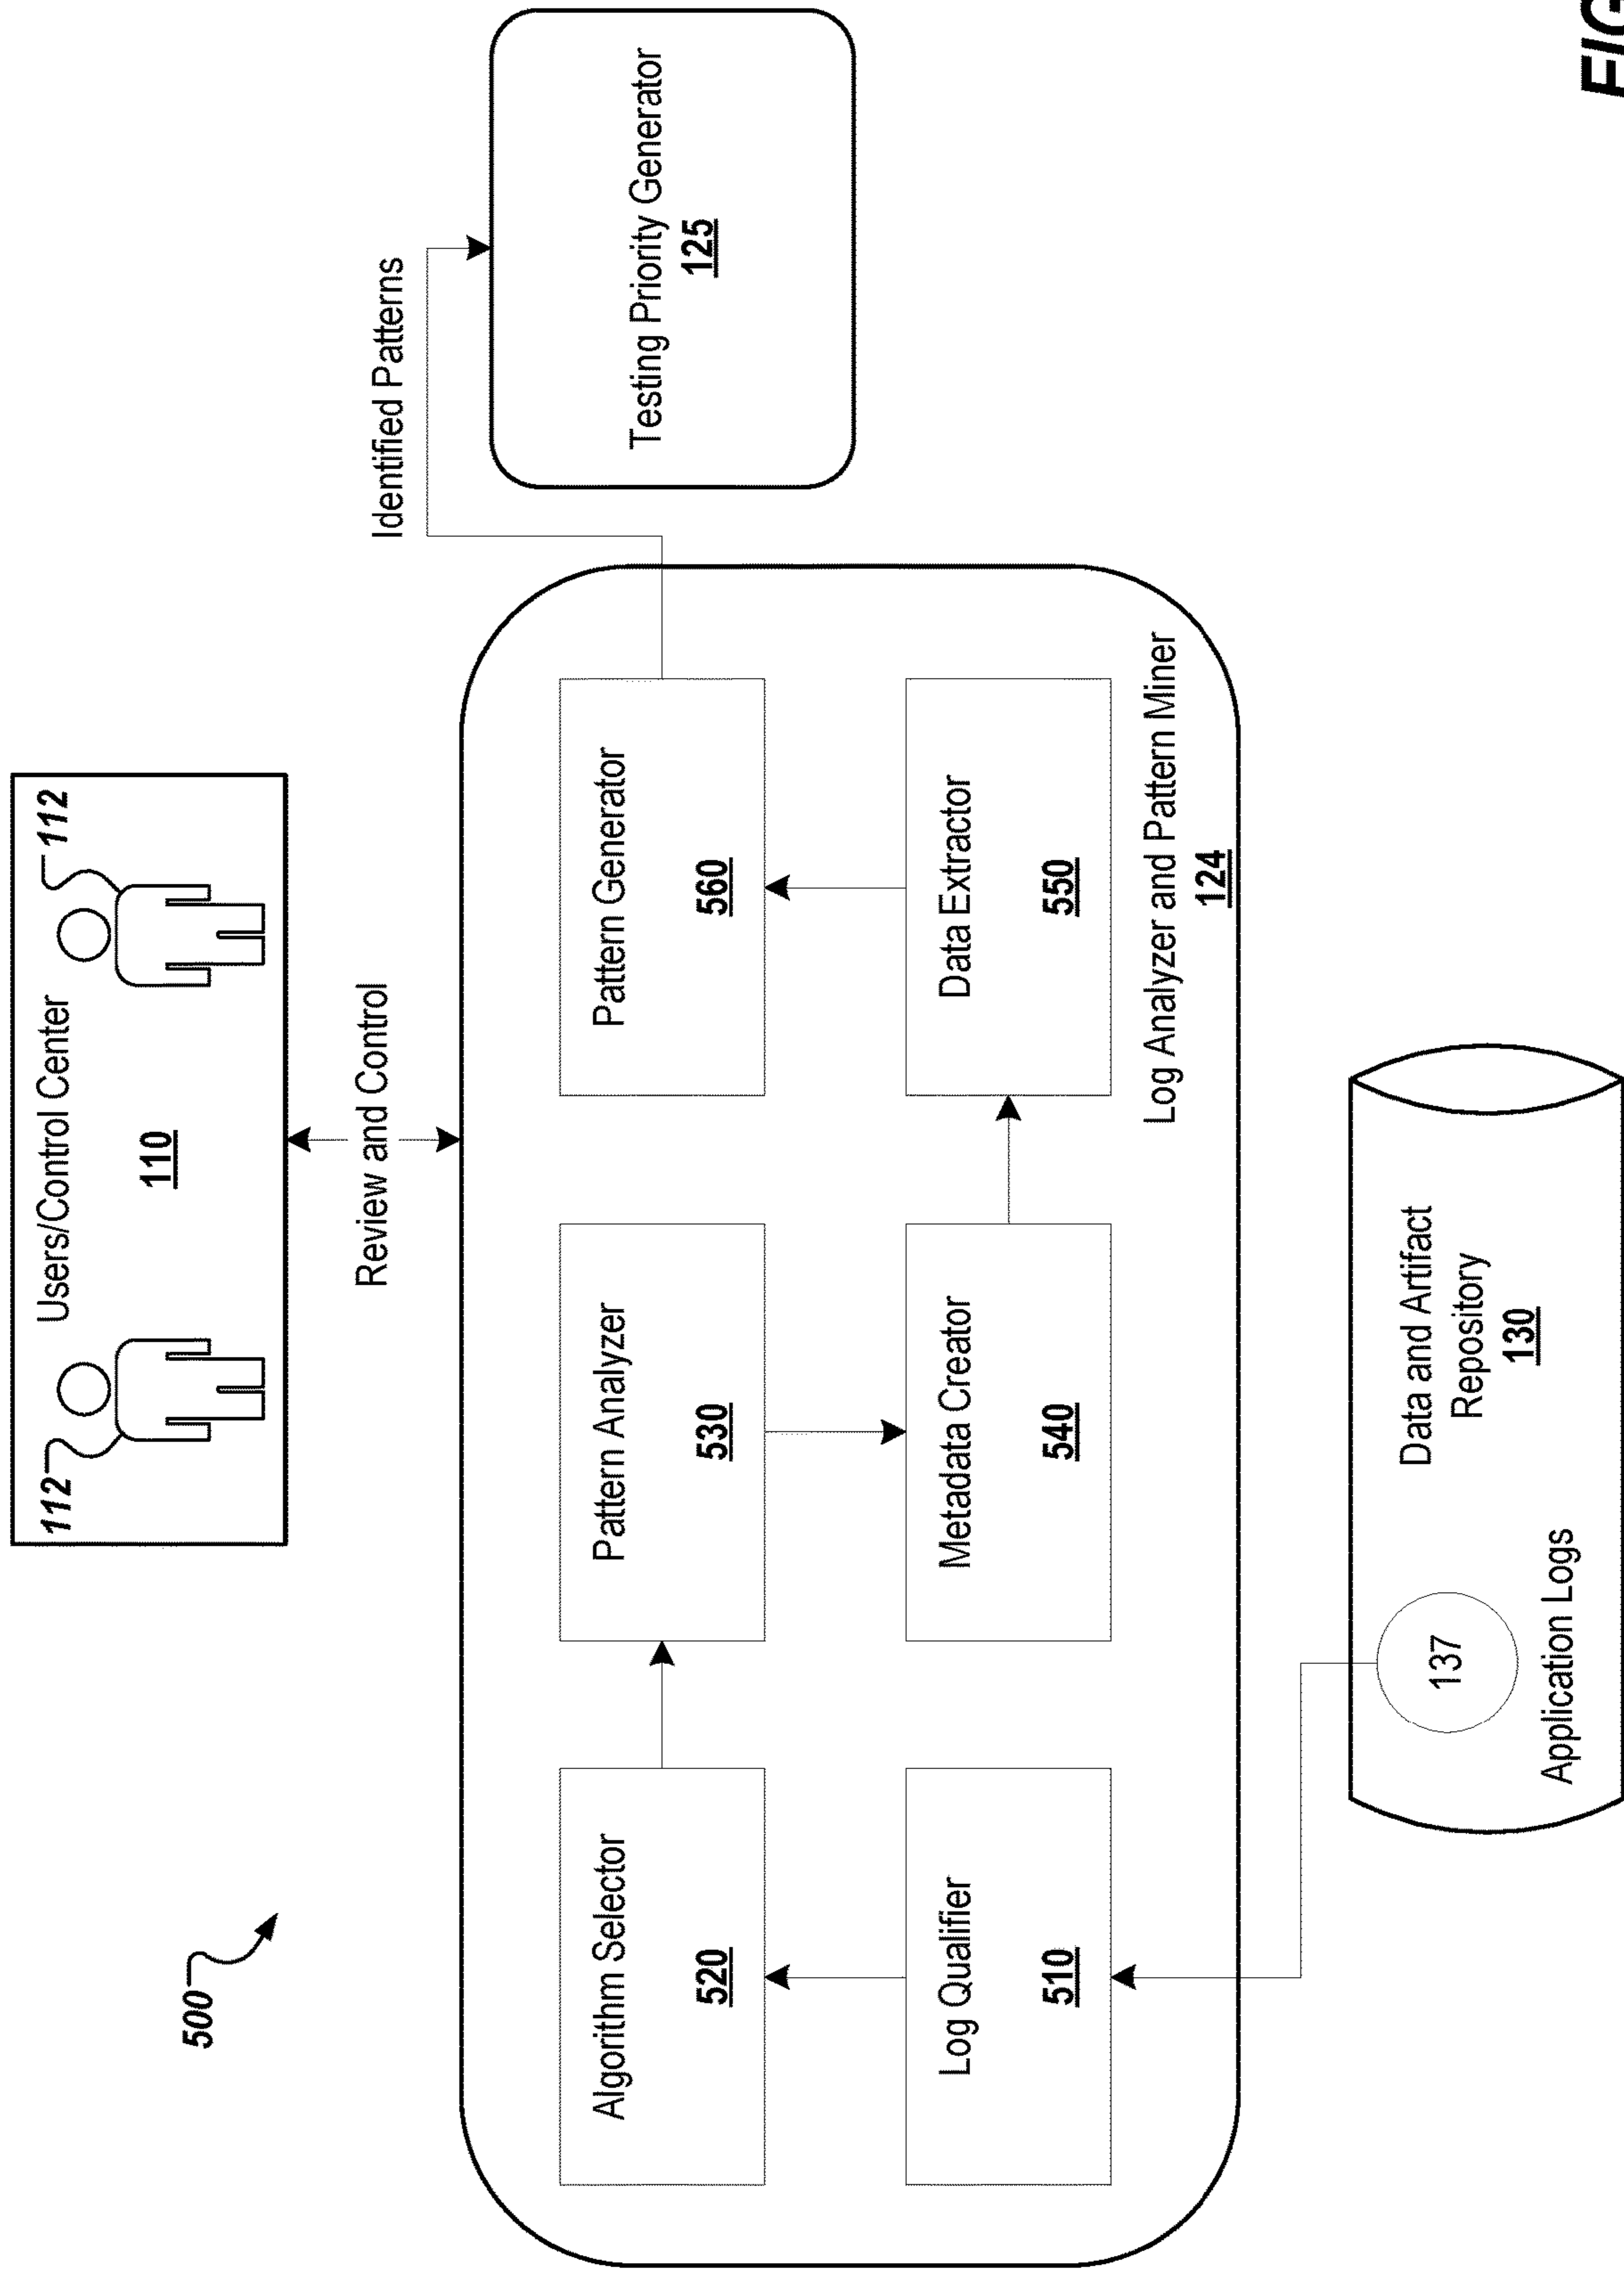 500
Users/Control Center
110
112
112
Review and Control
Identified Patterns
Algorithm Selector
520
Pattern Analyzer
530
Pattern Generator
560
Testing Priority Generator
125
Log Qualifier
510
Metadata Creator
540
Data Extractor
550
Log Analyzer and Pattern Miner
124
137
Application Logs
Data and Artifact
Repository
130